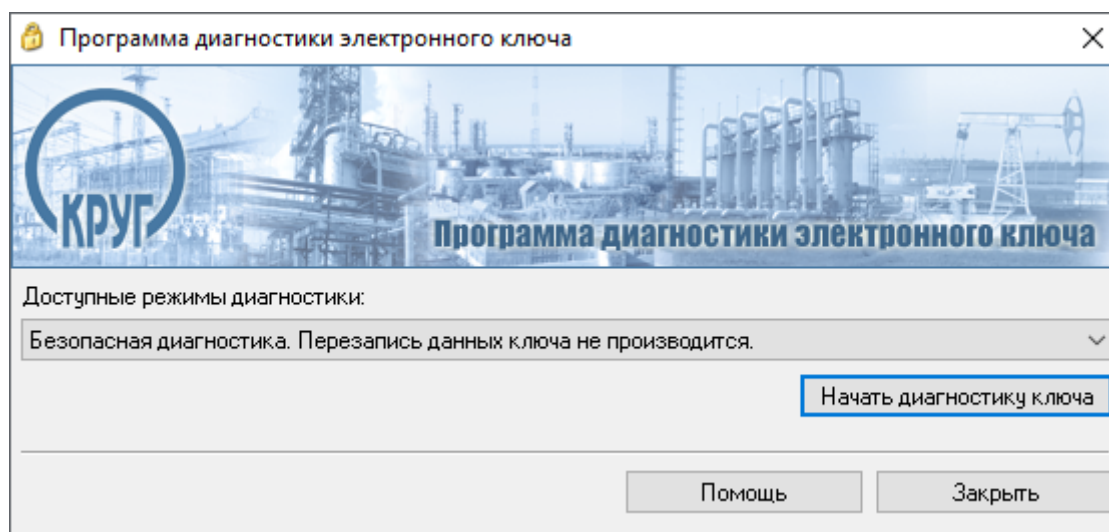 Программа диагностики электронного ключа
КРУГ
Программа диагностики электронного ключа
Доступные режимы диагностики:
Безопасная диагностика. Перезапись данных ключа не производится.
Начать диагностику ключа
Помощь
Закрыть